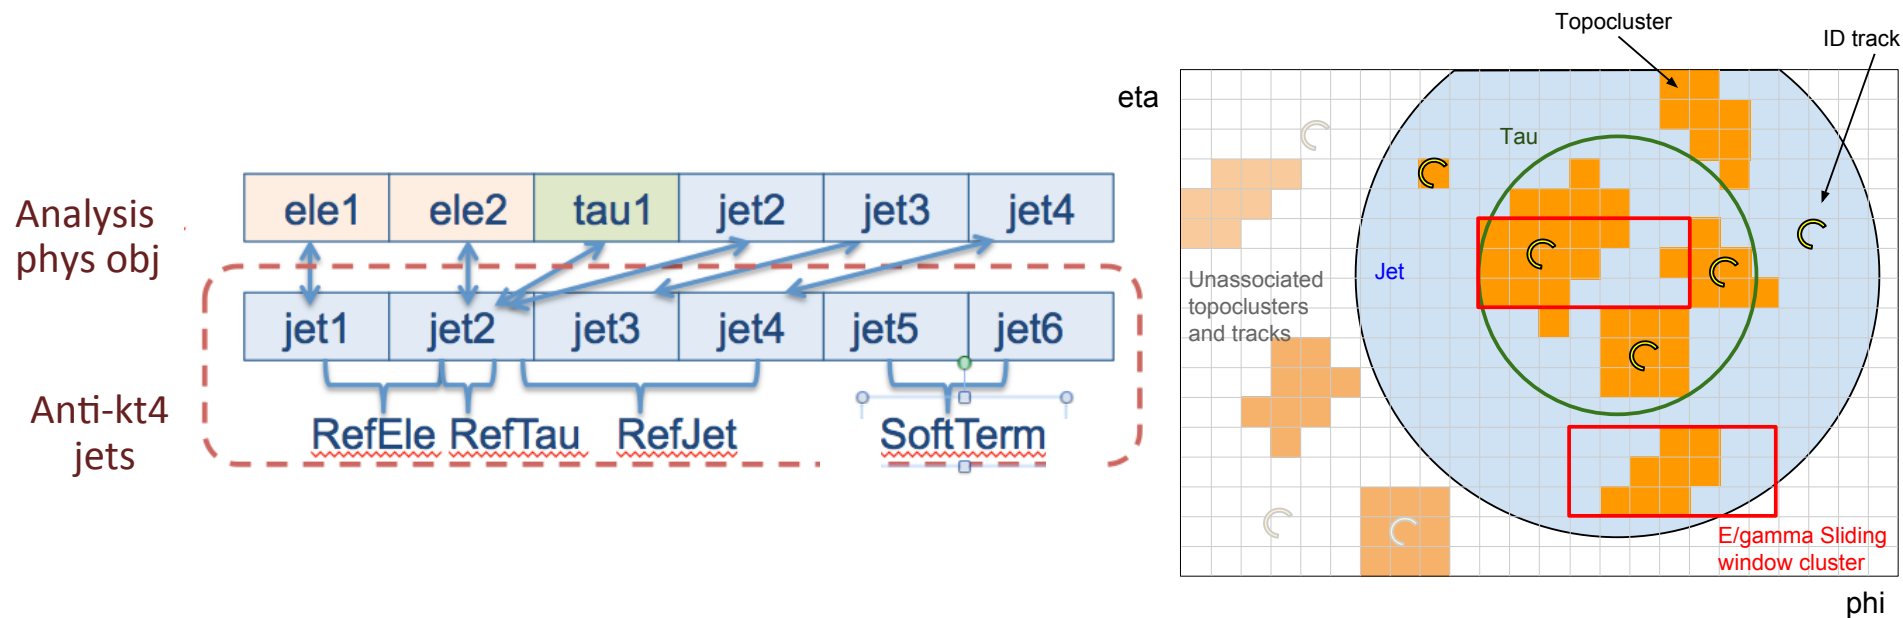 Analysis
phys obj
ele1
ele2
tau1
jet2
jet3
jet4
Anti-kt4
jets
jet1
jet2
jet3
jet4
jet5
jet6
RefEle
RefTau
RefJet
SoftTerm
Topocluster
ID track
eta
Tau
Jet
Unassociated
topoclusters
and tracks
E/gamma Sliding
window cluster
phi